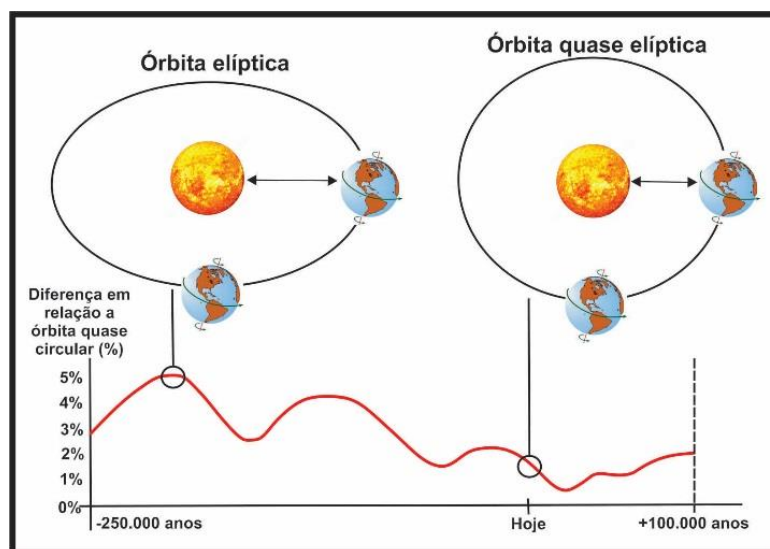 Órbita elíptica
Órbita quase elíptica
Diferença em
relação a
órbita quase
circular (%)
5%
4%
3%
2%
1%
0%
-250.000 anos
Hoje
+100.000 anos